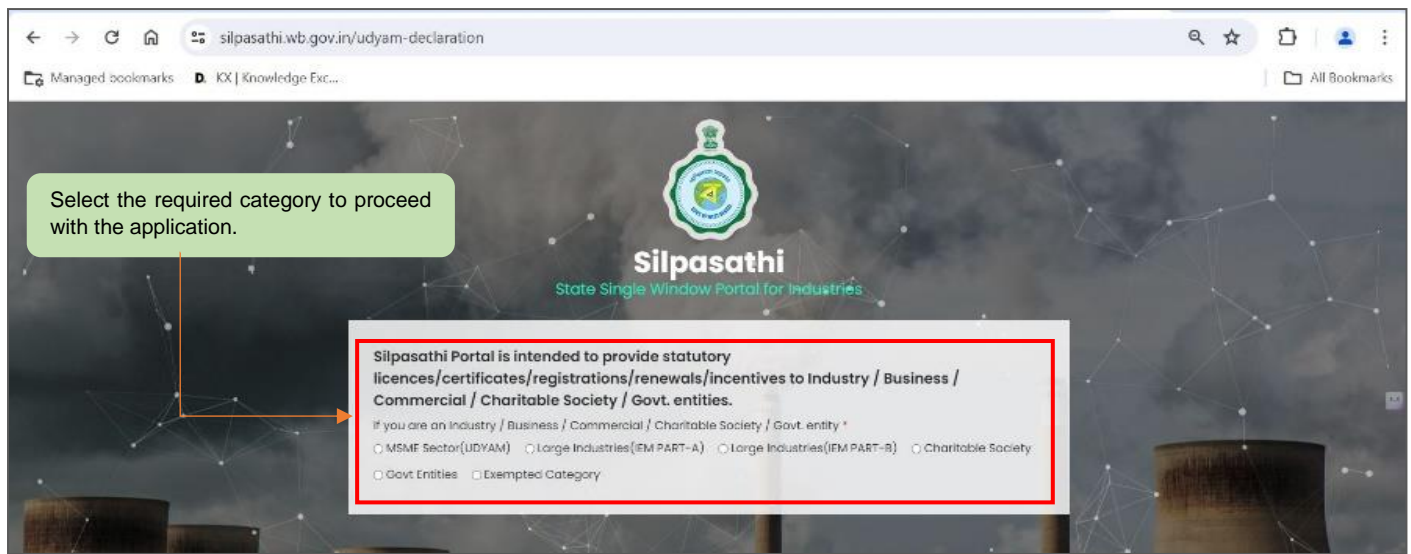 silpasathi.wb.gov.in/udyam-declaration
Managed bookmarks D. KX | Knowledge Exc... All Bookmarks
Select the required category to proceed
with the application.
Silpasathi
State Single Window Portal for Industries
Silpasathi Portal is intended to provide statutory
licences/certificates/registrations/renewals/incentives to Industry / Business /
Commercial / Charitable Society / Govt. entities.
If you are an Industry / Business / Commercial / Charitable Society / Govt. entity *
MSME Sector(UDYAM) Large Industries(IEM PART-A) Large Industries(IEM PART-B) Charitable Society
Govt Entities Exempted Category